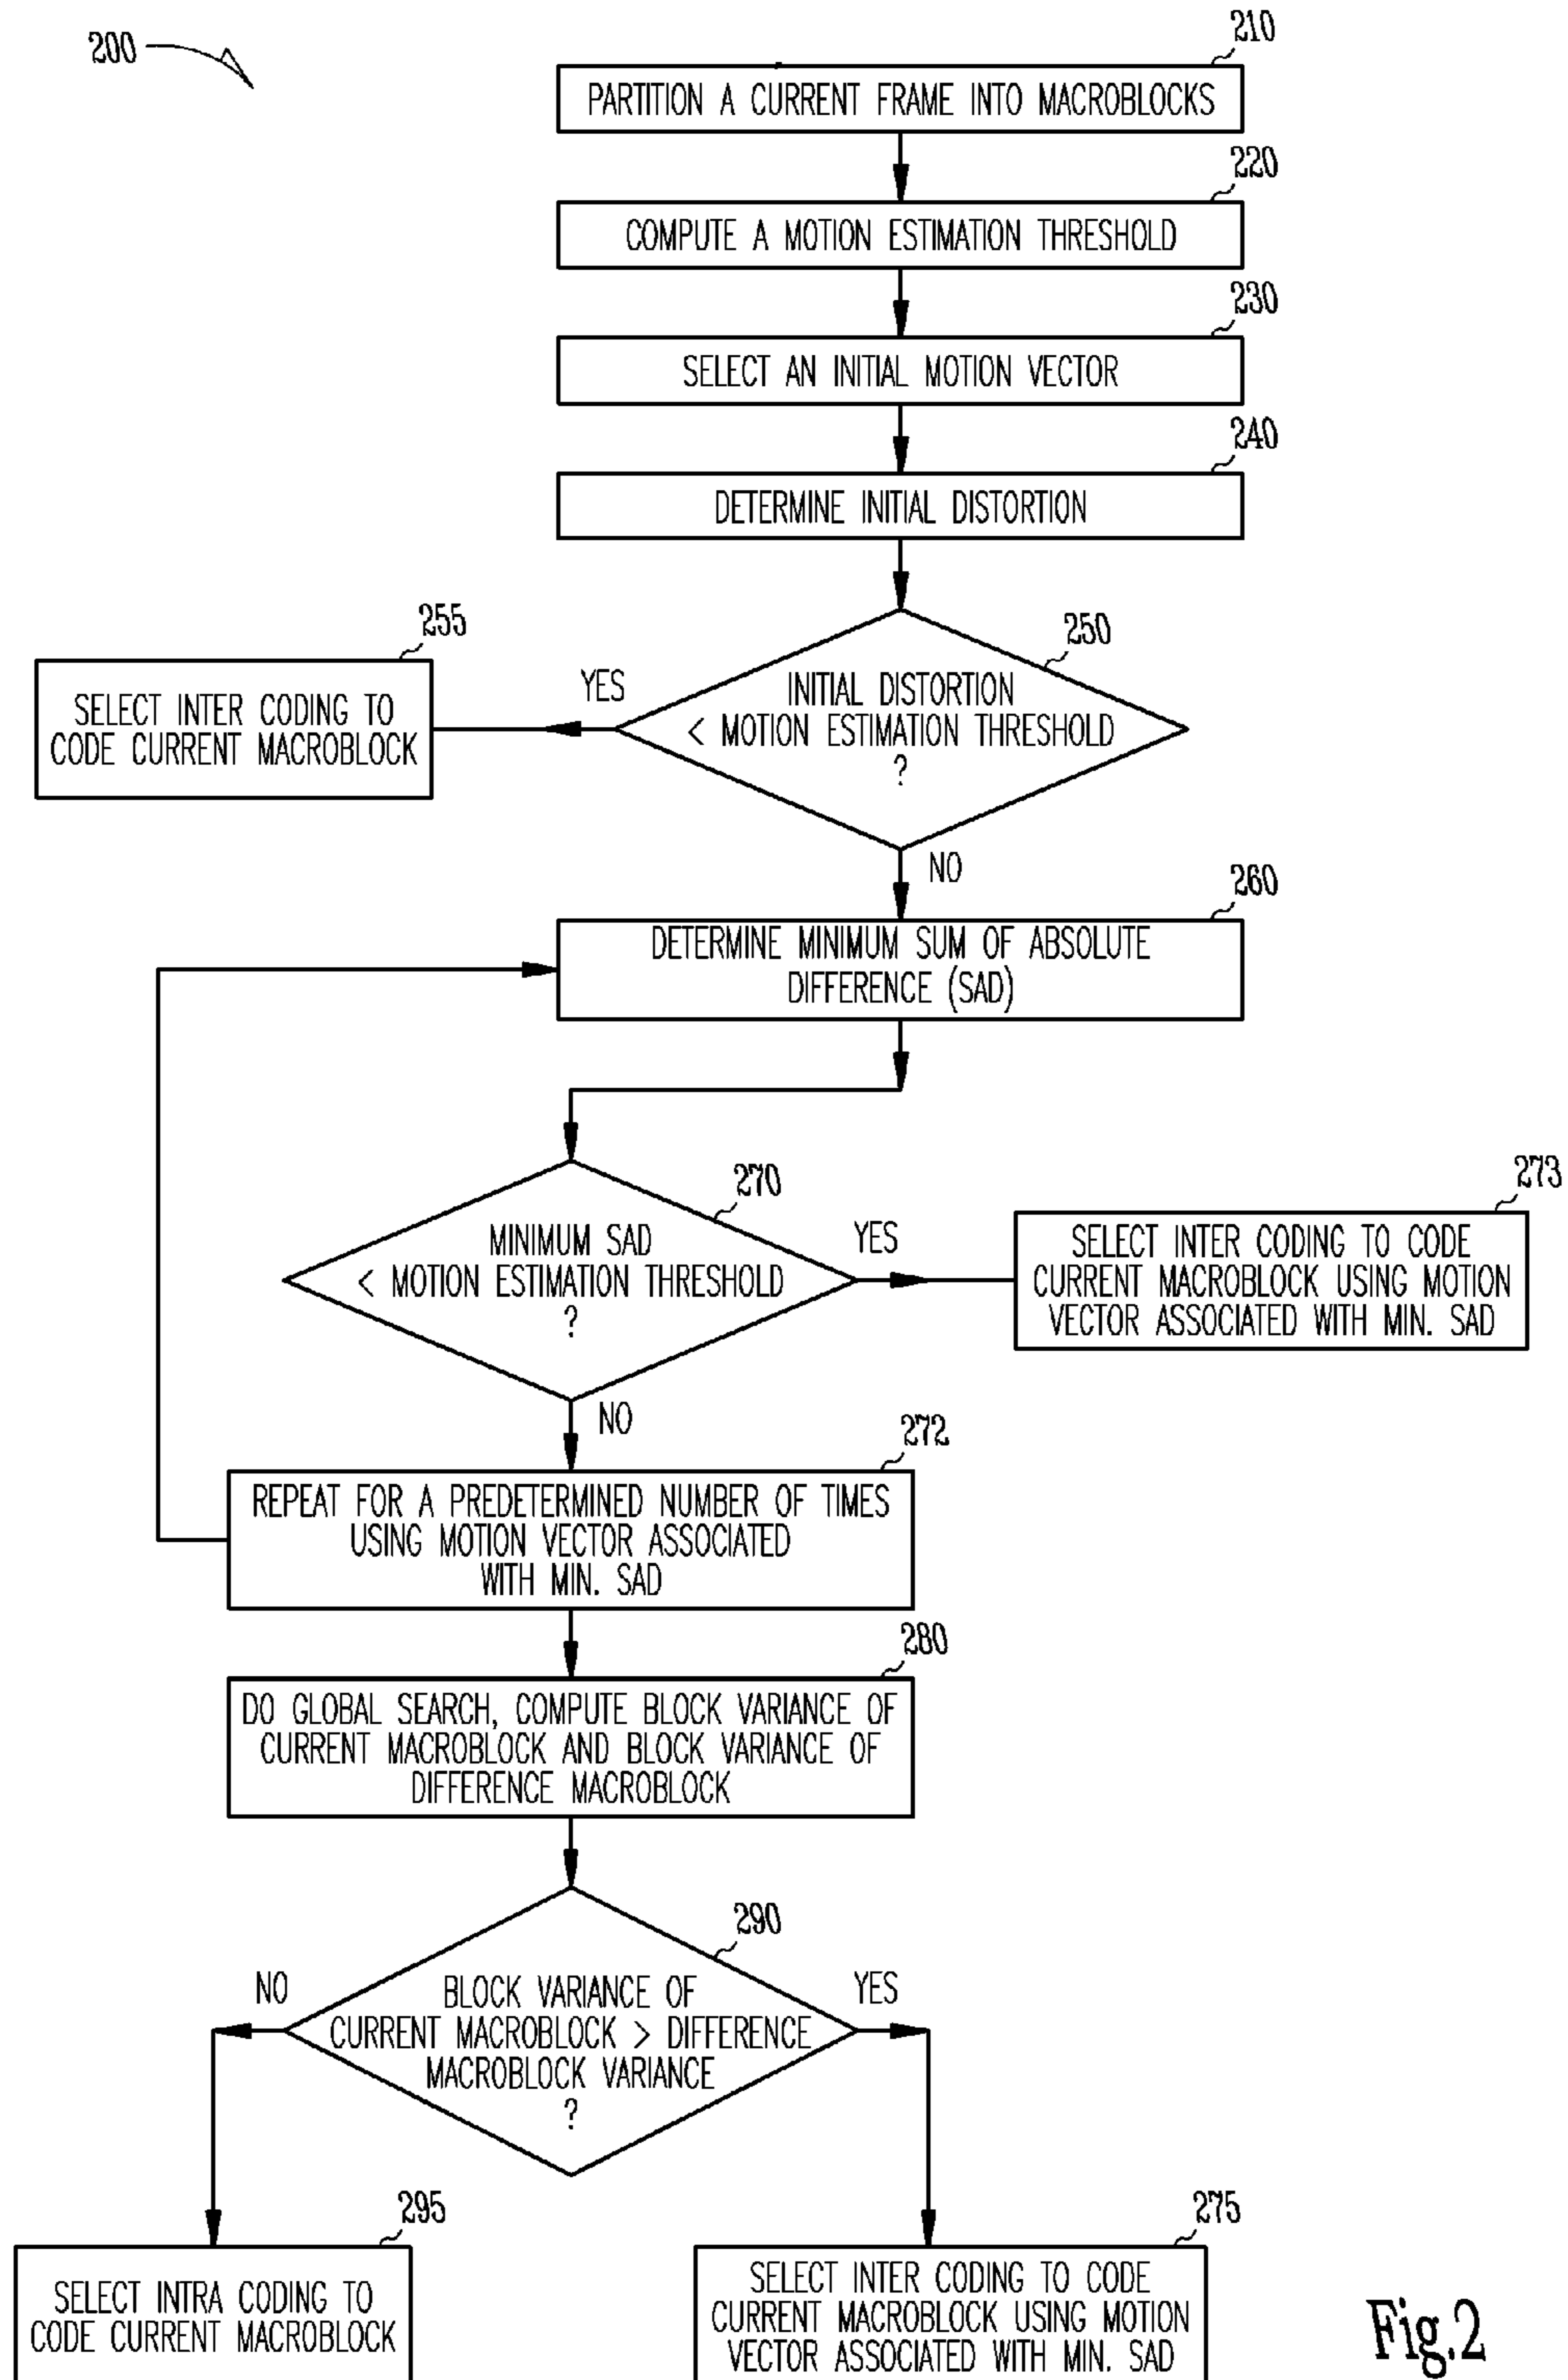 200
210
PARTITION A CURRENT FRAME INTO MACROBLOCKS
220
COMPUTE A MOTION ESTIMATION THRESHOLD
230
SELECT AN INITIAL MOTION VECTOR
240
DETERMINE INITIAL DISTORTION
250
INITIAL DISTORTION
< MOTION ESTIMATION THRESHOLD
?
YES
255
SELECT INTER CODING TO
CODE CURRENT MACROBLOCK
NO
260
DETERMINE MINIMUM SUM OF ABSOLUTE
DIFFERENCE (SAD)
270
MINIMUM SAD
< MOTION ESTIMATION THRESHOLD
?
YES
273
SELECT INTER CODING TO CODE
CURRENT MACROBLOCK USING MOTION
VECTOR ASSOCIATED WITH MIN. SAD
NO
272
REPEAT FOR A PREDETERMINED NUMBER OF TIMES
USING MOTION VECTOR ASSOCIATED
WITH MIN. SAD
280
DO GLOBAL SEARCH, COMPUTE BLOCK VARIANCE OF
CURRENT MACROBLOCK AND BLOCK VARIANCE OF
DIFFERENCE MACROBLOCK
290
BLOCK VARIANCE OF
CURRENT MACROBLOCK > DIFFERENCE
MACROBLOCK VARIANCE
?
NO
YES
295
SELECT INTRA CODING TO
CODE CURRENT MACROBLOCK
275
SELECT INTER CODING TO CODE
CURRENT MACROBLOCK USING MOTION
VECTOR ASSOCIATED WITH MIN. SAD
Fig.2